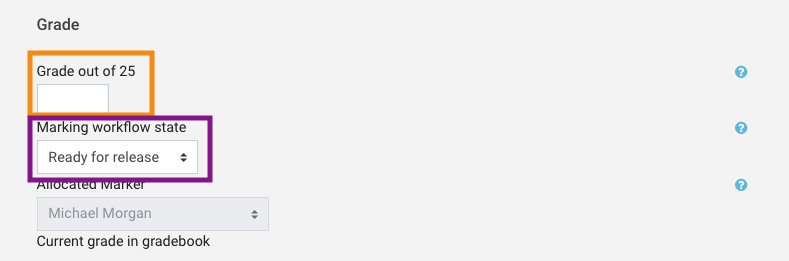 Grade
Grade out of 25
?
Marking workflow state
?
Ready for release
Allocated Marker
?
Michael Morgan
Current grade in gradebook